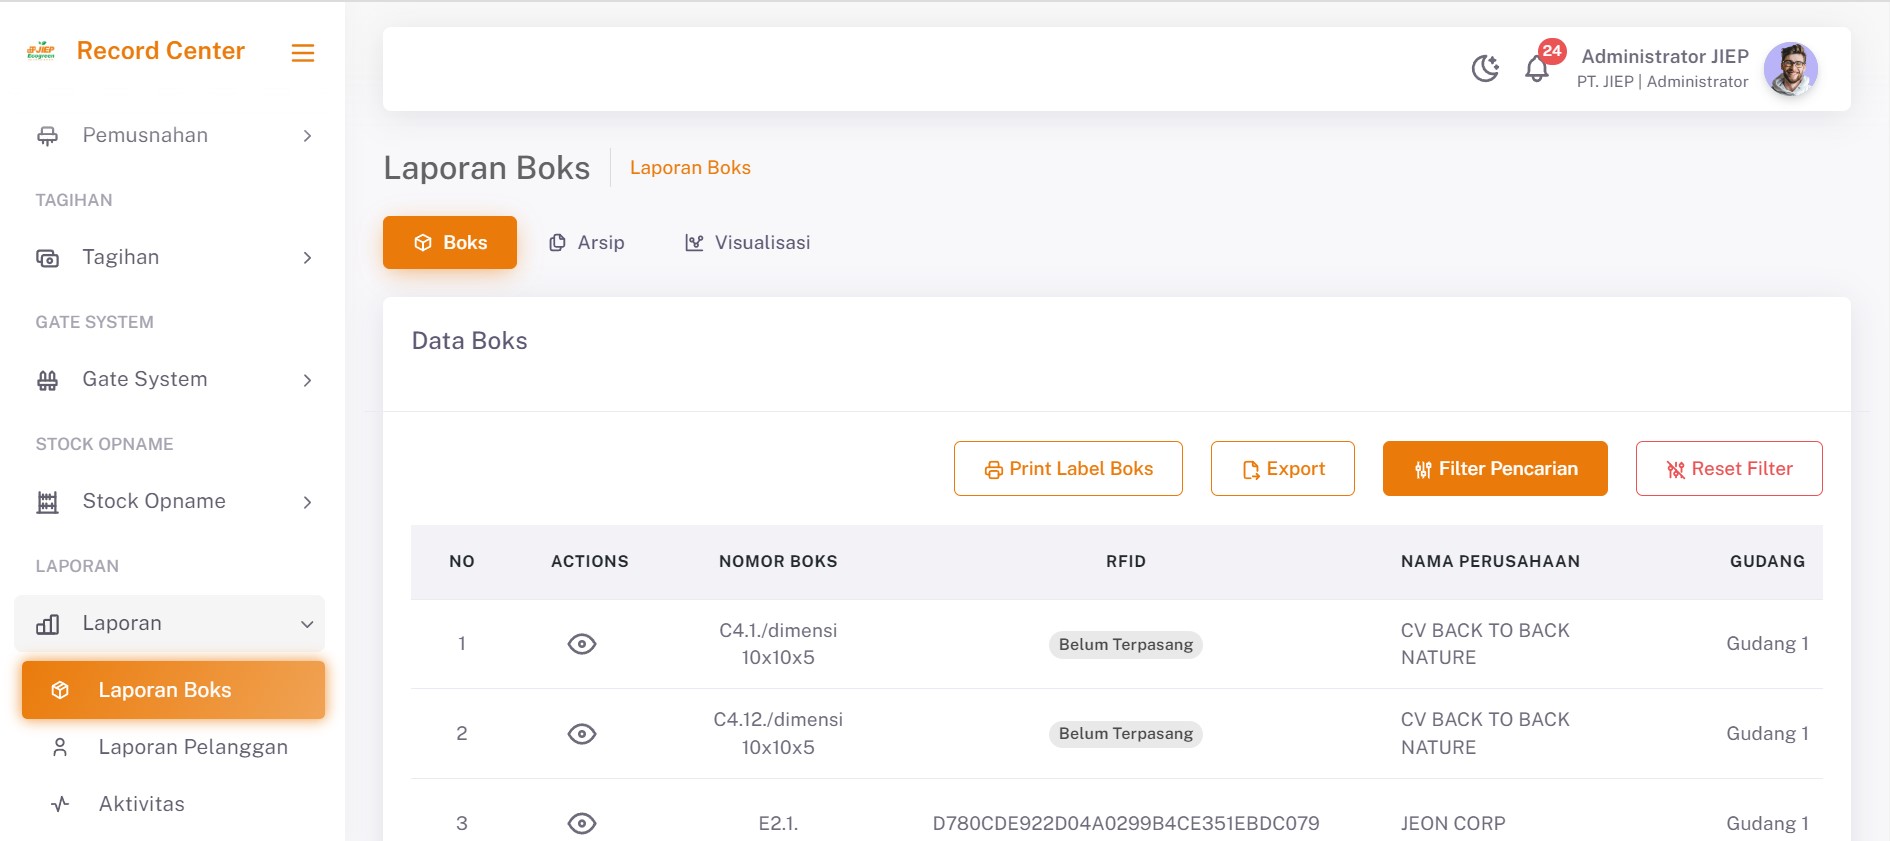 JIEP
Ecogreen
Record Center
24
Administrator JIEP
PT. JIEP | Administrator
Pemusnahan
TAGIHAN
Tagihan
GATE SYSTEM
Gate System
STOCK OPNAME
Stock Opname
LAPORAN
Laporan
Laporan Boks
Laporan Pelanggan
Aktivitas
Laporan Boks
Laporan Boks
Boks
Arsip
Visualisasi
Data Boks
Print Label Boks
Export
Filter Pencarian
Reset Filter
NO ACTIONS NOMOR BOKS RFID NAMA PERUSAHAAN GUDANG
1 C4.1./dimensi Belum Terpasang CV BACK TO BACK Gudang 1
10x10x5 NATURE
2 C4.12./dimensi Belum Terpasang CV BACK TO BACK Gudang 1
10x10x5 NATURE
3 E2.1. D780CDE922D04A0299B4CE351EBDC079 JEON CORP Gudang 1